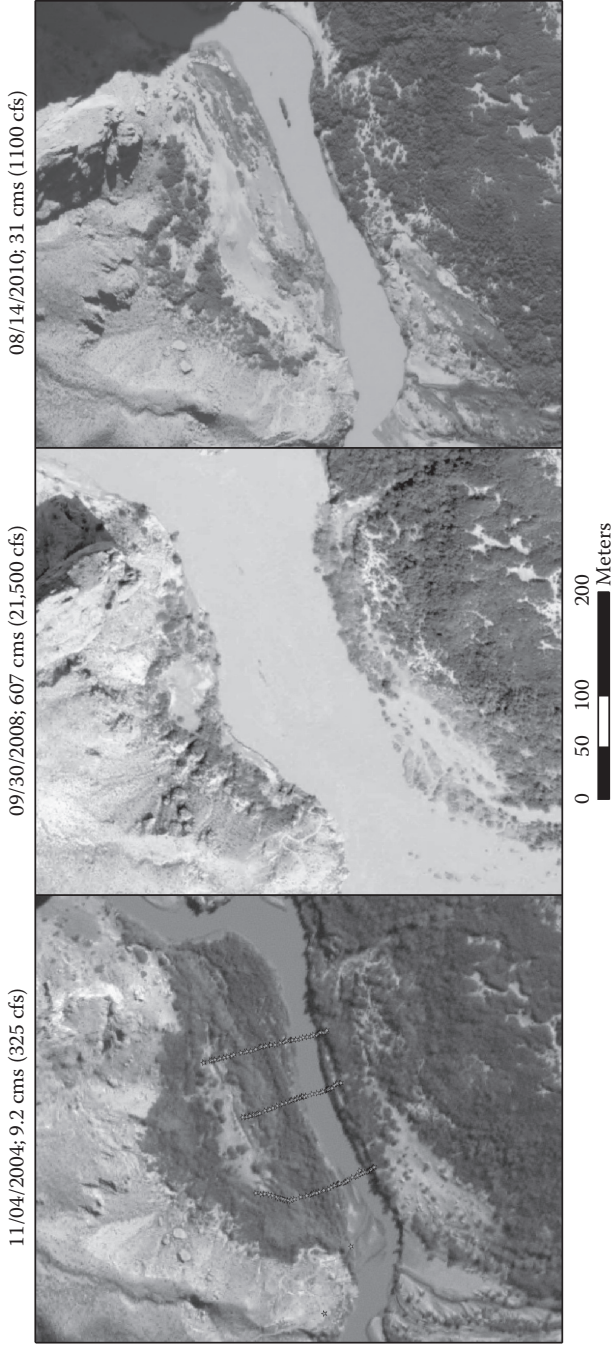 11/04/2004; 9.2 cms (325 cfs)
09/30/2008; 607 cms (21,500 cfs)
08/14/2010; 31 cms (1100 cfs)
0 50 100 200
Meters